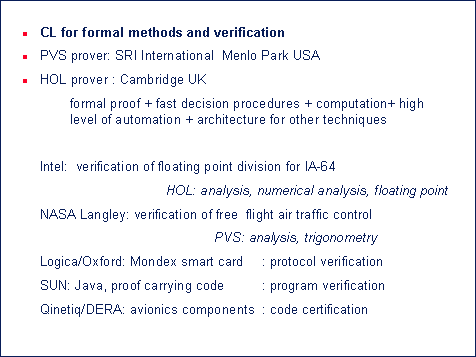 CL for formal methods and verification
PVS prover: SRI International Menlo Park USA
HOL prover : Cambridge UK
formal proof + fast decision procedures + computation+ high
level of automation + architecture for other techniques
Intel: verification of floating point division for IA-64
HOL: analysis, numerical analysis, floating point
NASA Langley: verification of free flight air traffic control
PVS: analysis, trigonometry
Logica/Oxford: Mondex smart card : protocol verification
SUN: Java, proof carrying code : program verification
Qinetiq/DERA: avionics components : code certification